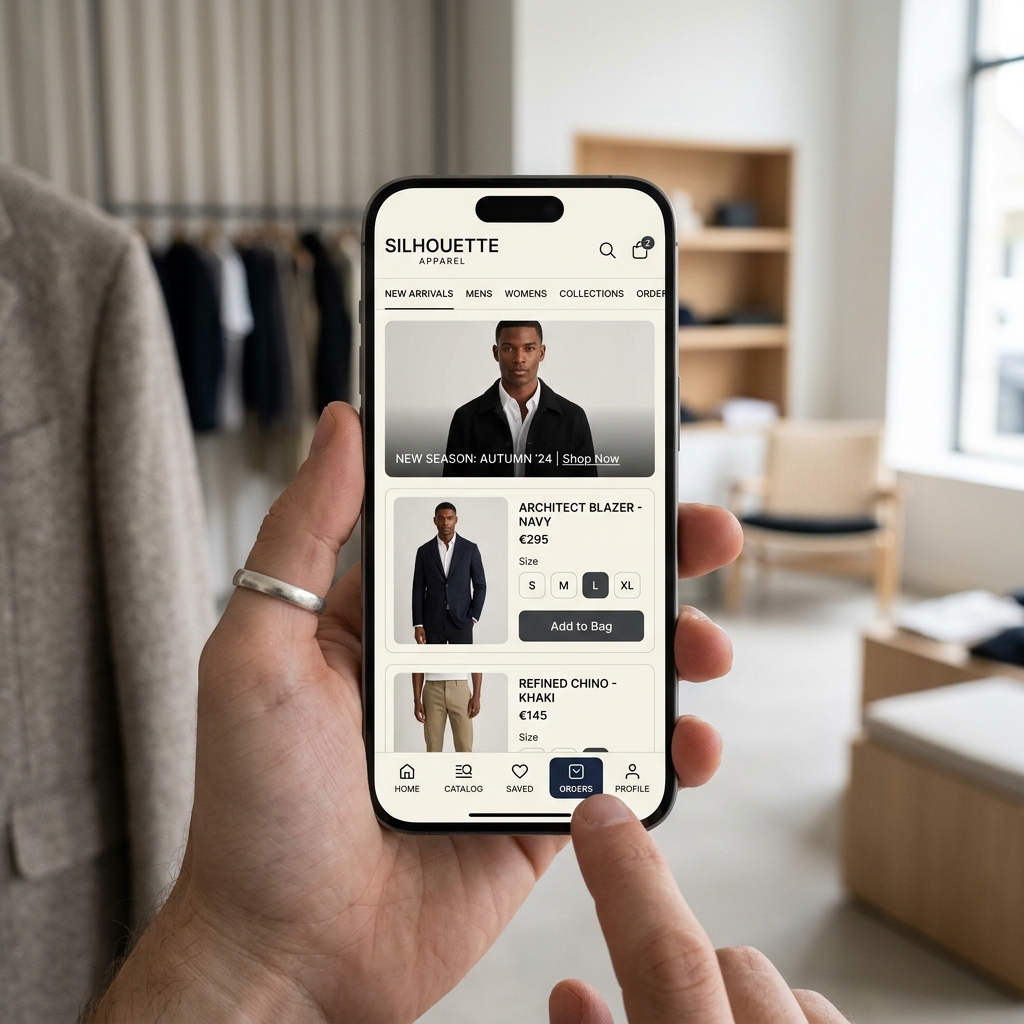 SILHOUETTE
APPAREL
2
NEW ARRIVALS MENS WOMENS COLLECTIONS ORDER
NEW SEASON: AUTUMN '24 | Shop Now
ARCHITECT BLAZER -
NAVY
€295
Size
S M L XL
Add to Bag
REFINED CHINO -
KHAKI
€145
Size
HOME CATALOG SAVED ORDERS PROFILE